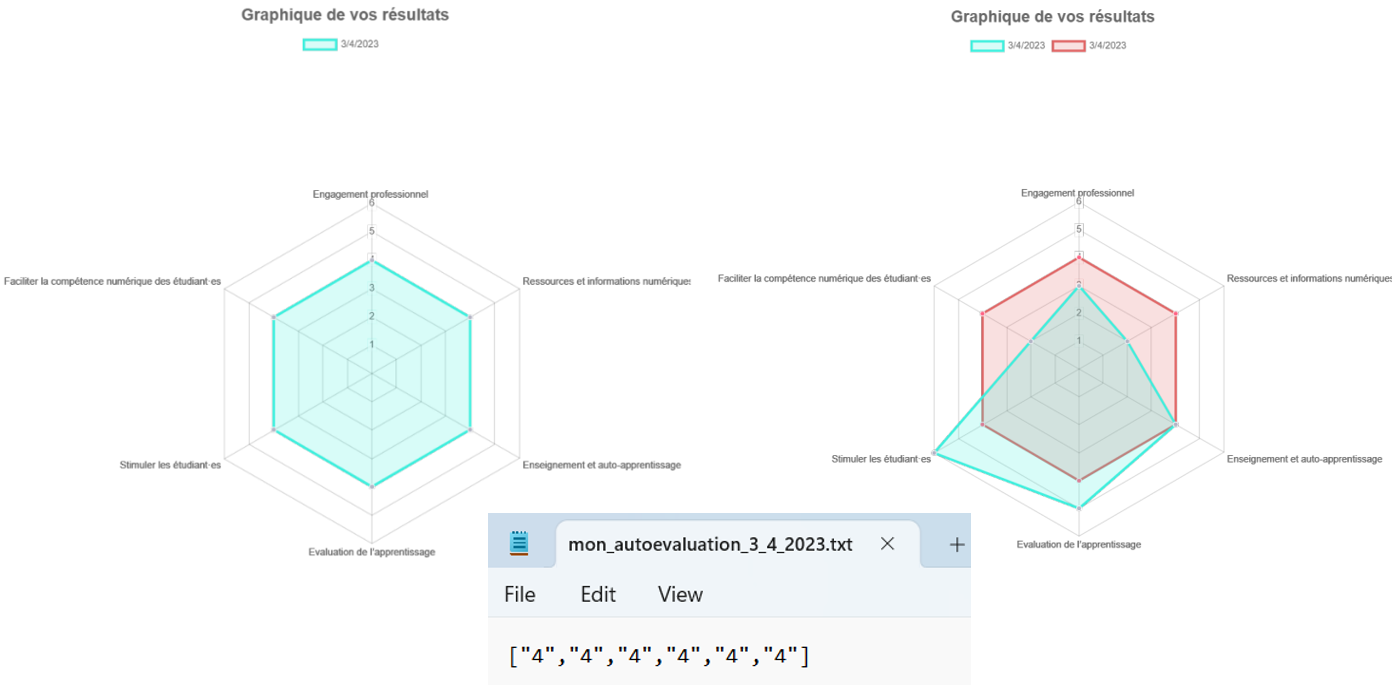 Graphique de vos résultats
3/4/2023
Engagement professionnel
6
5
4
3
2
1
Faciliter la compétence numérique des étudiant·es
Ressources et informations numériques
Stimuler les étudiant·es
Enseignement et auto-apprentissage
Evaluation de l'apprentissage
Graphique de vos résultats
3/4/2023 3/4/2023
Engagement professionnel
6
5
4
3
2
1
Faciliter la compétence numérique des étudiant·es
Ressources et informations numériques
Stimuler les étudiant·es
Enseignement et auto-apprentissage
Evaluation de l'apprentissage
mon_autoevaluation_3_4_2023.txt
File Edit View
["4","4","4","4","4","4"]